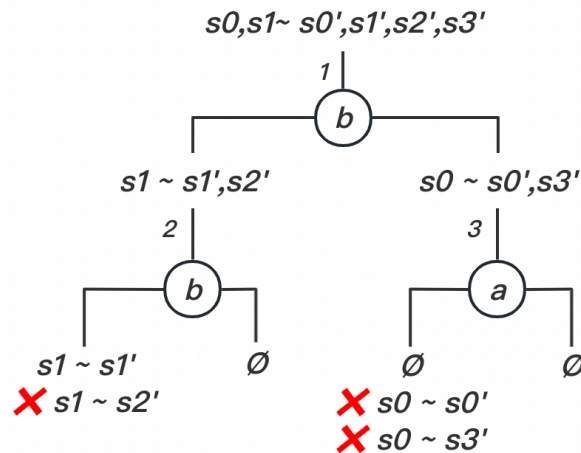 s0,s1~ s0',s1',s2',s3'
1
b
s1 ~ s1',s2'
s0 ~ s0',s3'
2
3
b
a
s1 ~ s1'
Ø
Ø
Ø
s1 ~ s2'
s0 ~ s0'
s0 ~ s3'